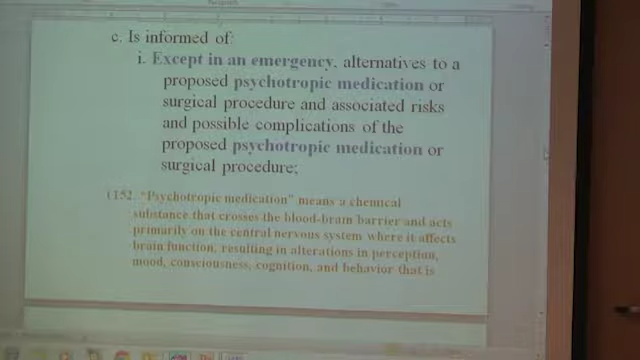 c. Is informed of:
i. Except in an emergency, alternatives to a
proposed psychotropic medication or
surgical procedure and associated risks
and possible complications of the
proposed psychotropic medication or
surgical procedure;
(152. "Psychotropic medication" means a chemical
substance that crosses the blood-brain barrier and acts
primarily on the central nervous system where it affects
brain function, resulting in alterations in perception,
mood, consciousness, cognition, and behavior that is